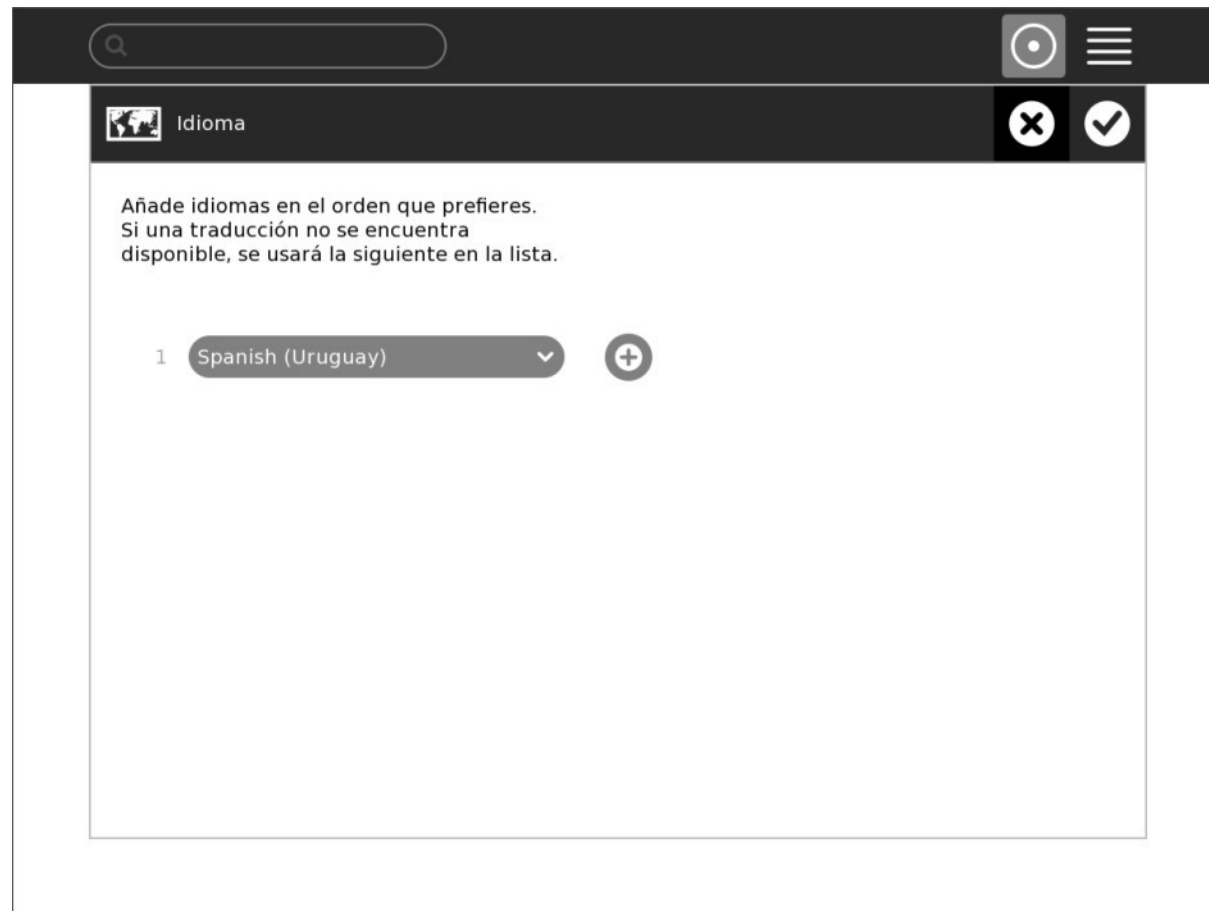 Idioma
Añade idiomas en el orden que prefieres.
Si una traducción no se encuentra
disponible, se usará la siguiente en la lista.
1 Spanish (Uruguay)